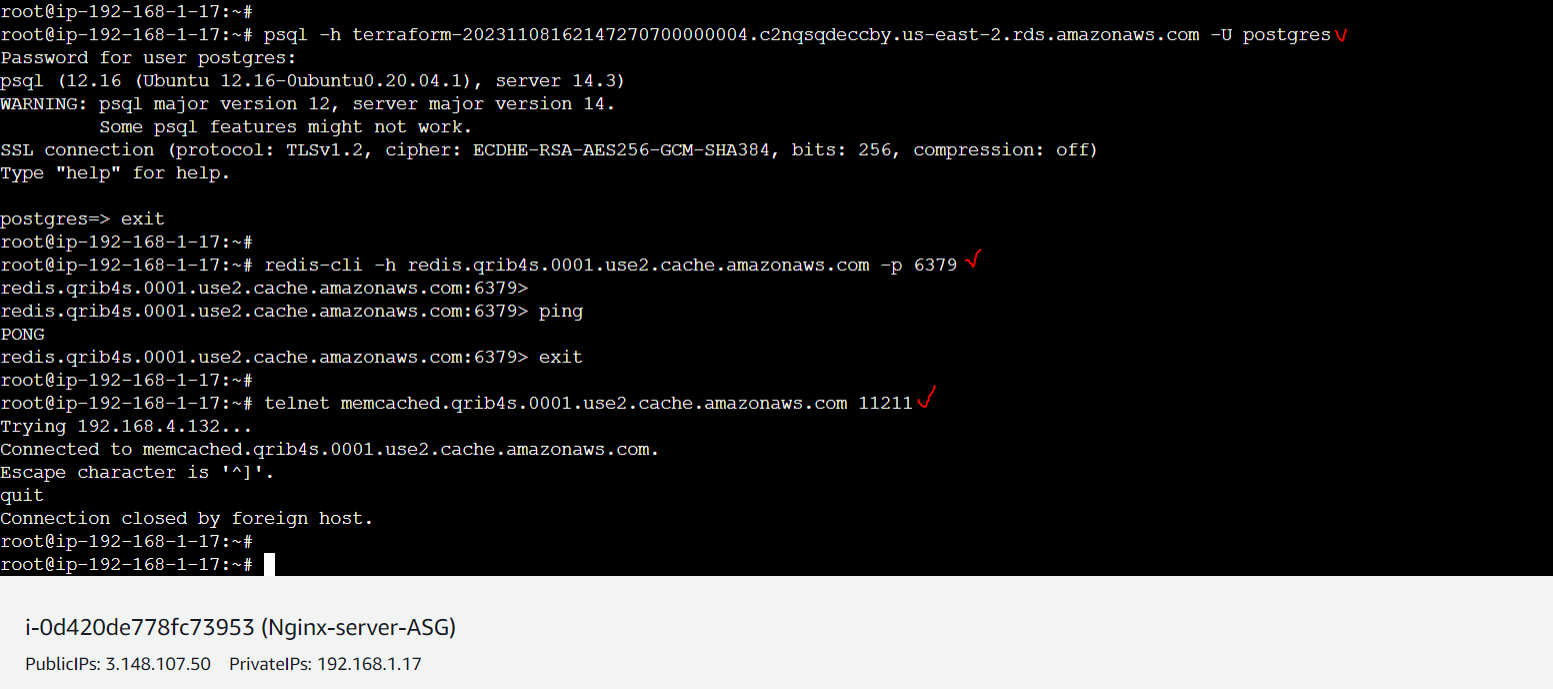 root@ip-192-168-1-17:~#
root@ip-192-168-1-17:~# psql -h terraform-20231108162147270700000004.c2nqsqdeccby.us-east-2.rds.amazonaws.com -U postgres
Password for user postgres:
psql (12.16 (Ubuntu 12.16-0ubuntu0.20.04.1), server 14.3)
WARNING: psql major version 12, server major version 14.
         Some psql features might not work.
SSL connection (protocol: TLSv1.2, cipher: ECDHE-RSA-AES256-GCM-SHA384, bits: 256, compression: off)
Type "help" for help.
postgres=> exit
root@ip-192-168-1-17:~#
root@ip-192-168-1-17:~# redis-cli -h redis.qrib4s.0001.use2.cache.amazonaws.com -p 6379
redis.qrib4s.0001.use2.cache.amazonaws.com:6379>
redis.qrib4s.0001.use2.cache.amazonaws.com:6379> ping
PONG
redis.qrib4s.0001.use2.cache.amazonaws.com:6379> exit
root@ip-192-168-1-17:~#
root@ip-192-168-1-17:~# telnet memcached.qrib4s.0001.use2.cache.amazonaws.com 11211
Trying 192.168.4.132...
Connected to memcached.qrib4s.0001.use2.cache.amazonaws.com.
Escape character is '^]'.
quit
Connection closed by foreign host.
root@ip-192-168-1-17:~#
root@ip-192-168-1-17:~#
i-0d420de778fc73953 (Nginx-server-ASG)
PublicIPs: 3.148.107.50 PrivateIPs: 192.168.1.17